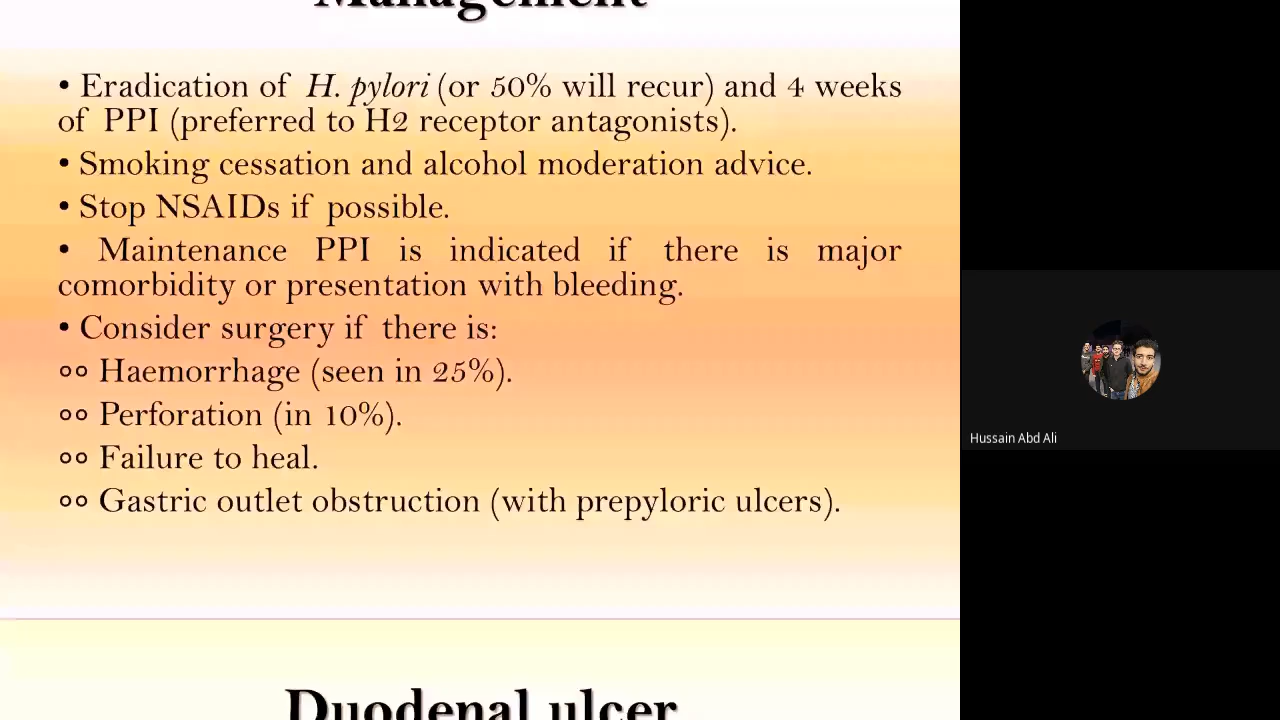 Management
• Eradication of H. pylori (or 50% will recur) and 4 weeks
of PPI (preferred to H2 receptor antagonists).
• Smoking cessation and alcohol moderation advice.
• Stop NSAIDs if possible.
• Maintenance PPI is indicated if there is major
comorbidity or presentation with bleeding.
• Consider surgery if there is:
○○ Haemorrhage (seen in 25%).
○○ Perforation (in 10%).
○○ Failure to heal.
○○ Gastric outlet obstruction (with prepyloric ulcers).
Duodenal ulcer
Hussain Abd Ali